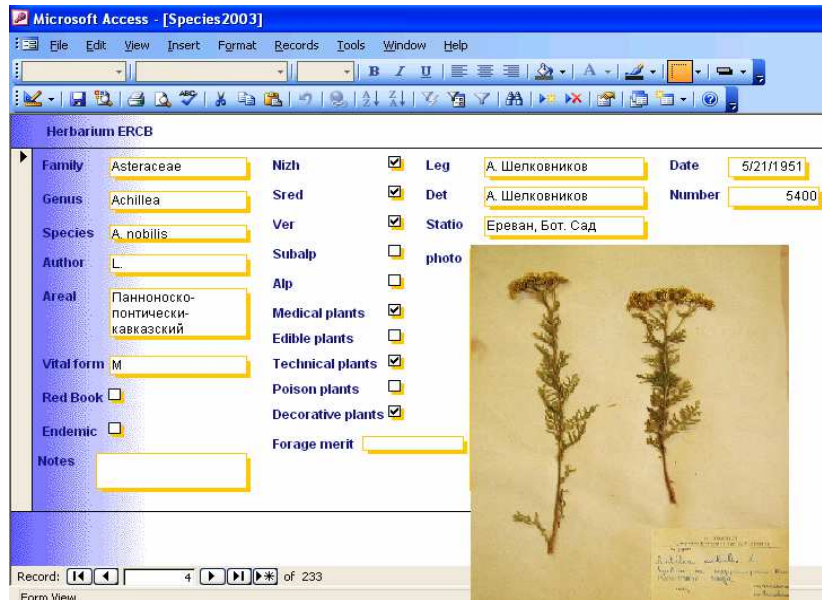 Microsoft Access - [Species2003]
File Edit View Insert Format Records Tools Window Help
B I U A
Herbarium ERCB
Family Asteraceae
Genus Achillea
Species A. nobilis
Author L.
Areal Панноноско-
понтически-
кавказский
Vital form M
Red Book
Endemic
Notes
Nizh
Sred
Ver
Subalp
Alp
Medical plants
Edible plants
Technical plants
Poison plants
Decorative plants
Forage merit
Leg А. Шелковников
Det А. Шелковников
Statio Ереван, Бот. Сад
photo
Date 5/21/1951
Number 5400
Record: 4 of 233
Form View